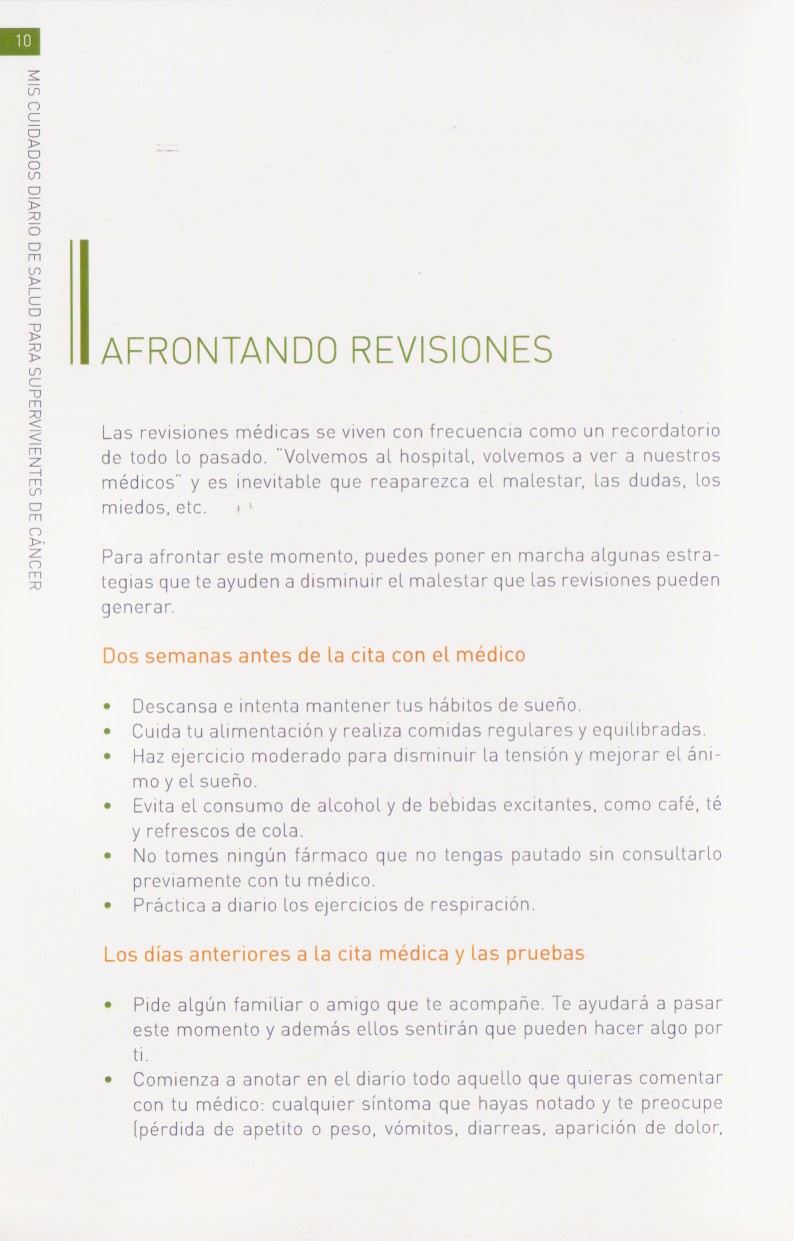 10
MIS CUIDADOS DIARIO DE SALUD PARA SUPERVIVIENTES DE CÁNCER
AFRONTANDO REVISIONES
Las revisiones médicas se viven con frecuencia como un recordatorio
de todo lo pasado. "Volvemos al hospital, volvemos a ver a nuestros
médicos" y es inevitable que reaparezca el malestar, las dudas, los
miedos, etc.
Para afrontar este momento, puedes poner en marcha algunas estra-
tegias que te ayuden a disminuir el malestar que las revisiones pueden
generar.
Dos semanas antes de la cita con el médico
• Descansa e intenta mantener tus hábitos de sueño.
• Cuida tu alimentación y realiza comidas regulares y equilibradas.
• Haz ejercicio moderado para disminuir la tensión y mejorar el áni-
mo y el sueño.
• Evita el consumo de alcohol y de bebidas excitantes, como café, té
y refrescos de cola.
• No tomes ningún fármaco que no tengas pautado sin consultarlo
previamente con tu médico.
• Práctica a diario los ejercicios de respiración.
Los días anteriores a la cita médica y las pruebas
• Pide algún familiar o amigo que te acompañe. Te ayudará a pasar
este momento y además ellos sentirán que pueden hacer algo por
ti.
• Comienza a anotar en el diario todo aquello que quieras comentar
con tu médico: cualquier síntoma que hayas notado y te preocupe
(pérdida de apetito o peso, vómitos, diarreas, aparición de dolor,